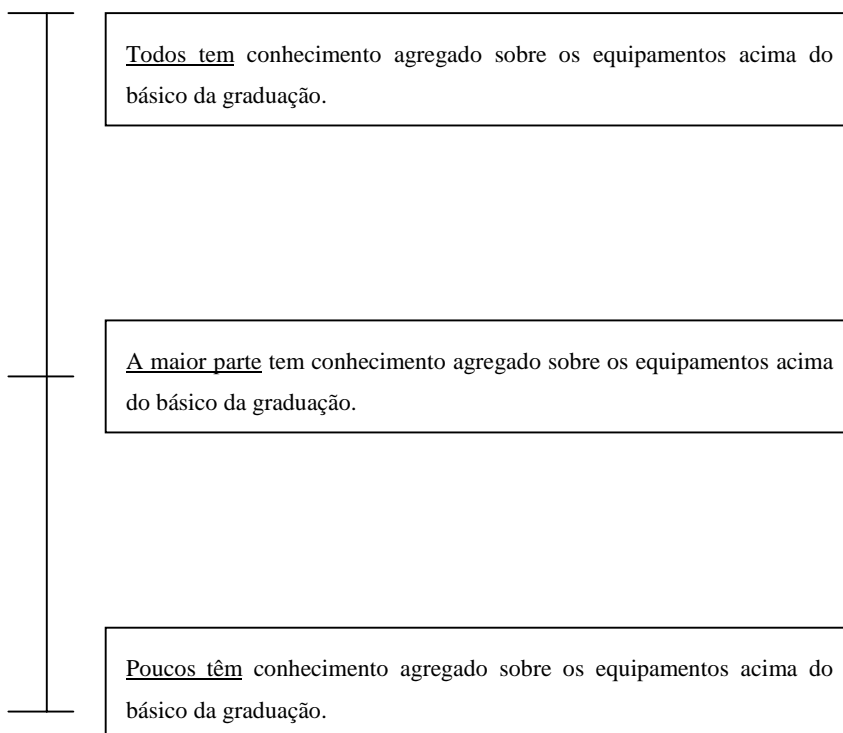 Todos tem conhecimento agregado sobre os equipamentos acima do
básico da graduação.
A maior parte tem conhecimento agregado sobre os equipamentos acima
do básico da graduação.
Poucos têm conhecimento agregado sobre os equipamentos acima do
básico da graduação.